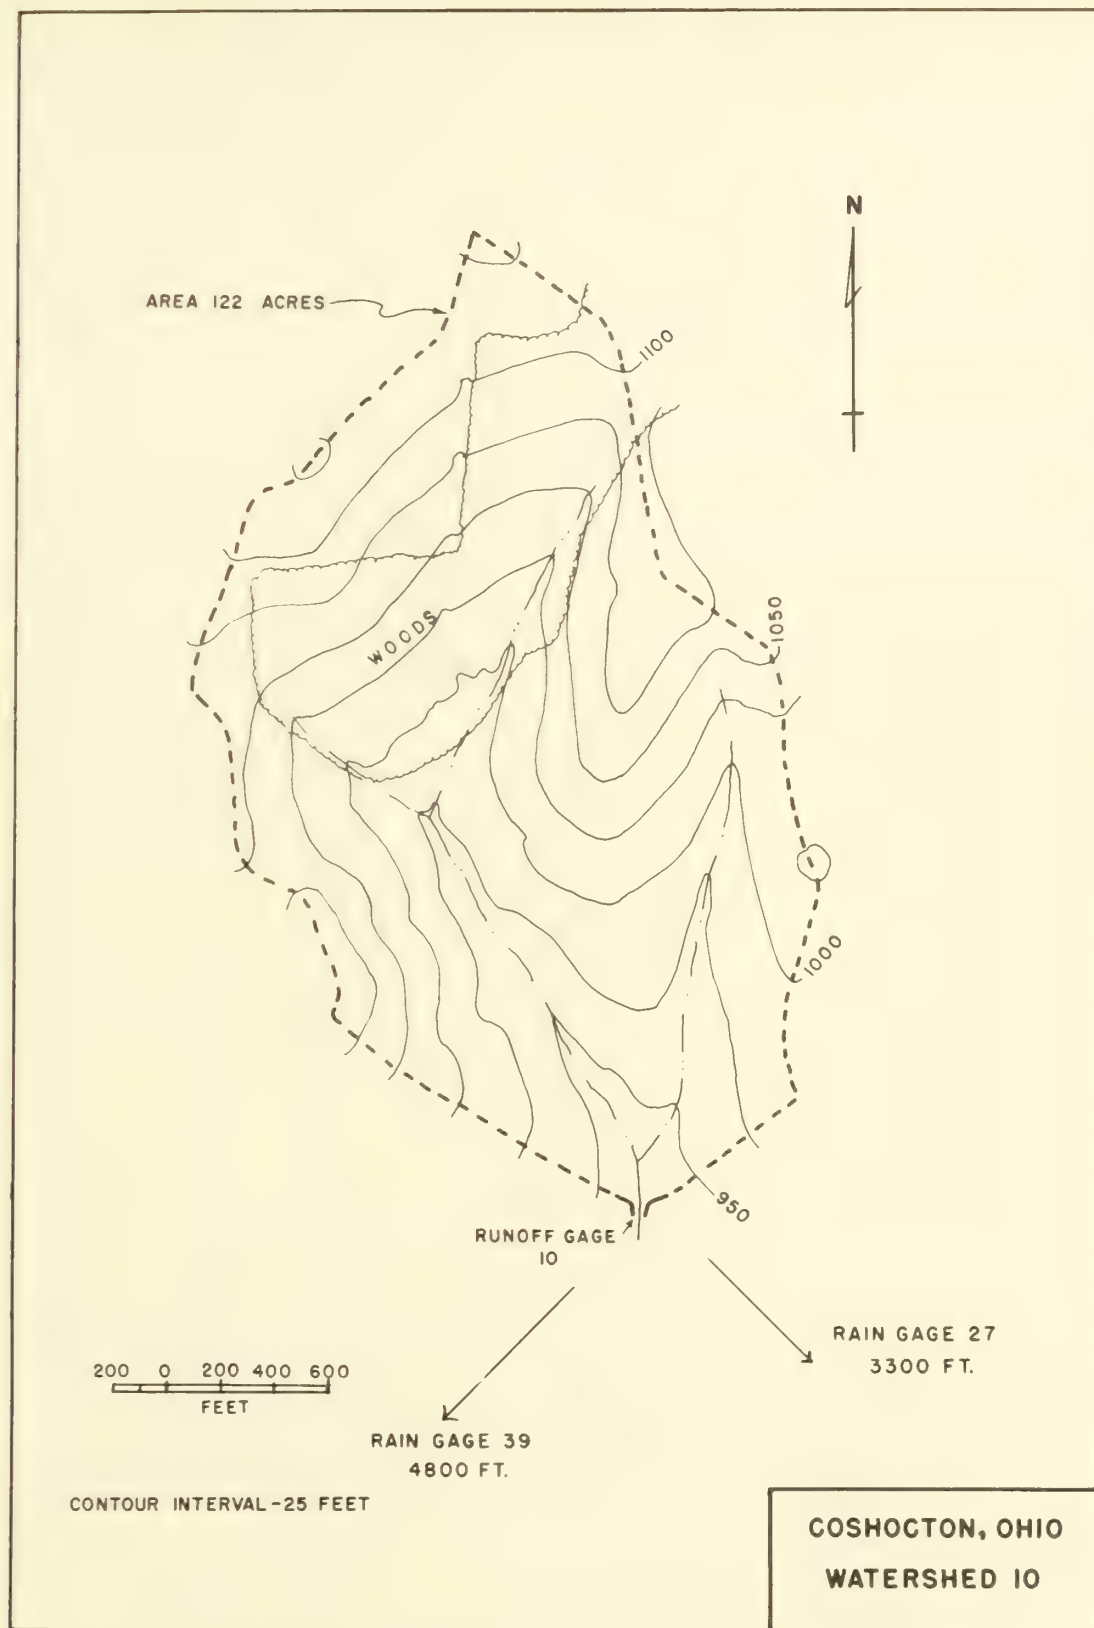 N
AREA 122 ACRES
1100
WOODS
1050
1000
950
RUNOFF GAGE
10
RAIN GAGE 27
3300 FT.
200 0 200 400 600
FEET
RAIN GAGE 39
4800 FT.
CONTOUR INTERVAL-25 FEET
COSHOCTON, OHIO
WATERSHED 10